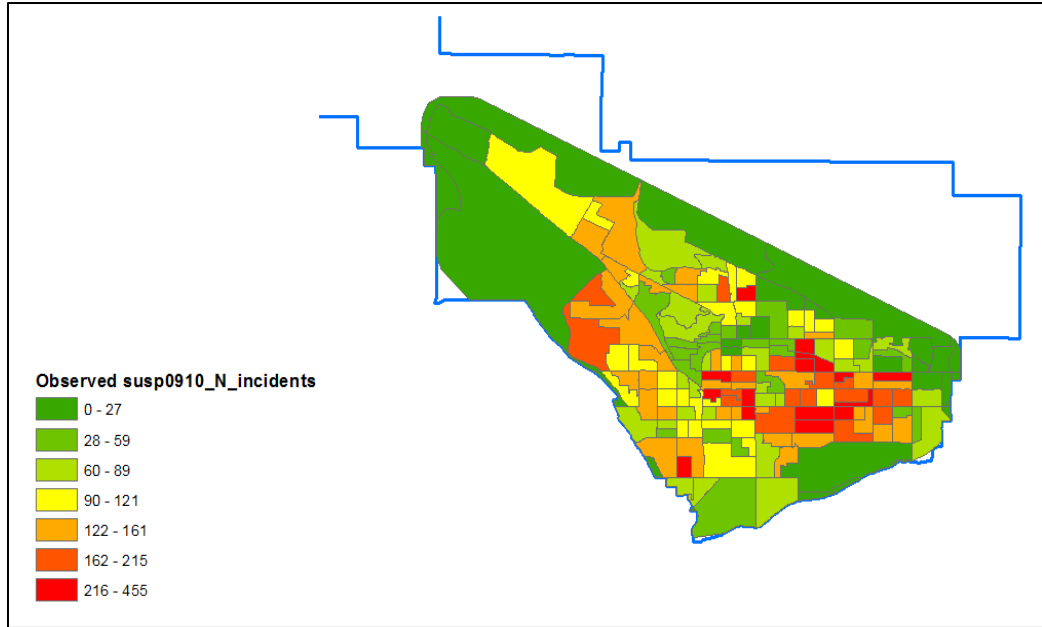 Observed susp0910_N_incidents
0 - 27
28 - 59
60 - 89
90 - 121
122 - 161
162 - 215
216 - 455